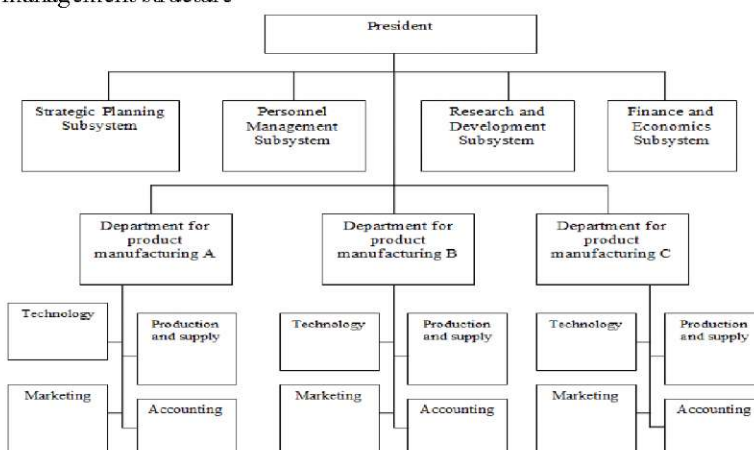 management structure
President
Strategic Planning
Subsystem
Personnel
Management
Subsystem
Research and
Development
Subsystem
Finance and
Economics
Subsystem
Department for
product
manufacturing A
Department for
product
manufacturing B
Department for
product
manufacturing C
Technology
Production
and supply
Technology
Production
and supply
Technology
Production
and supply
Marketing
Accounting
Marketing
Accounting
Marketing
Accounting